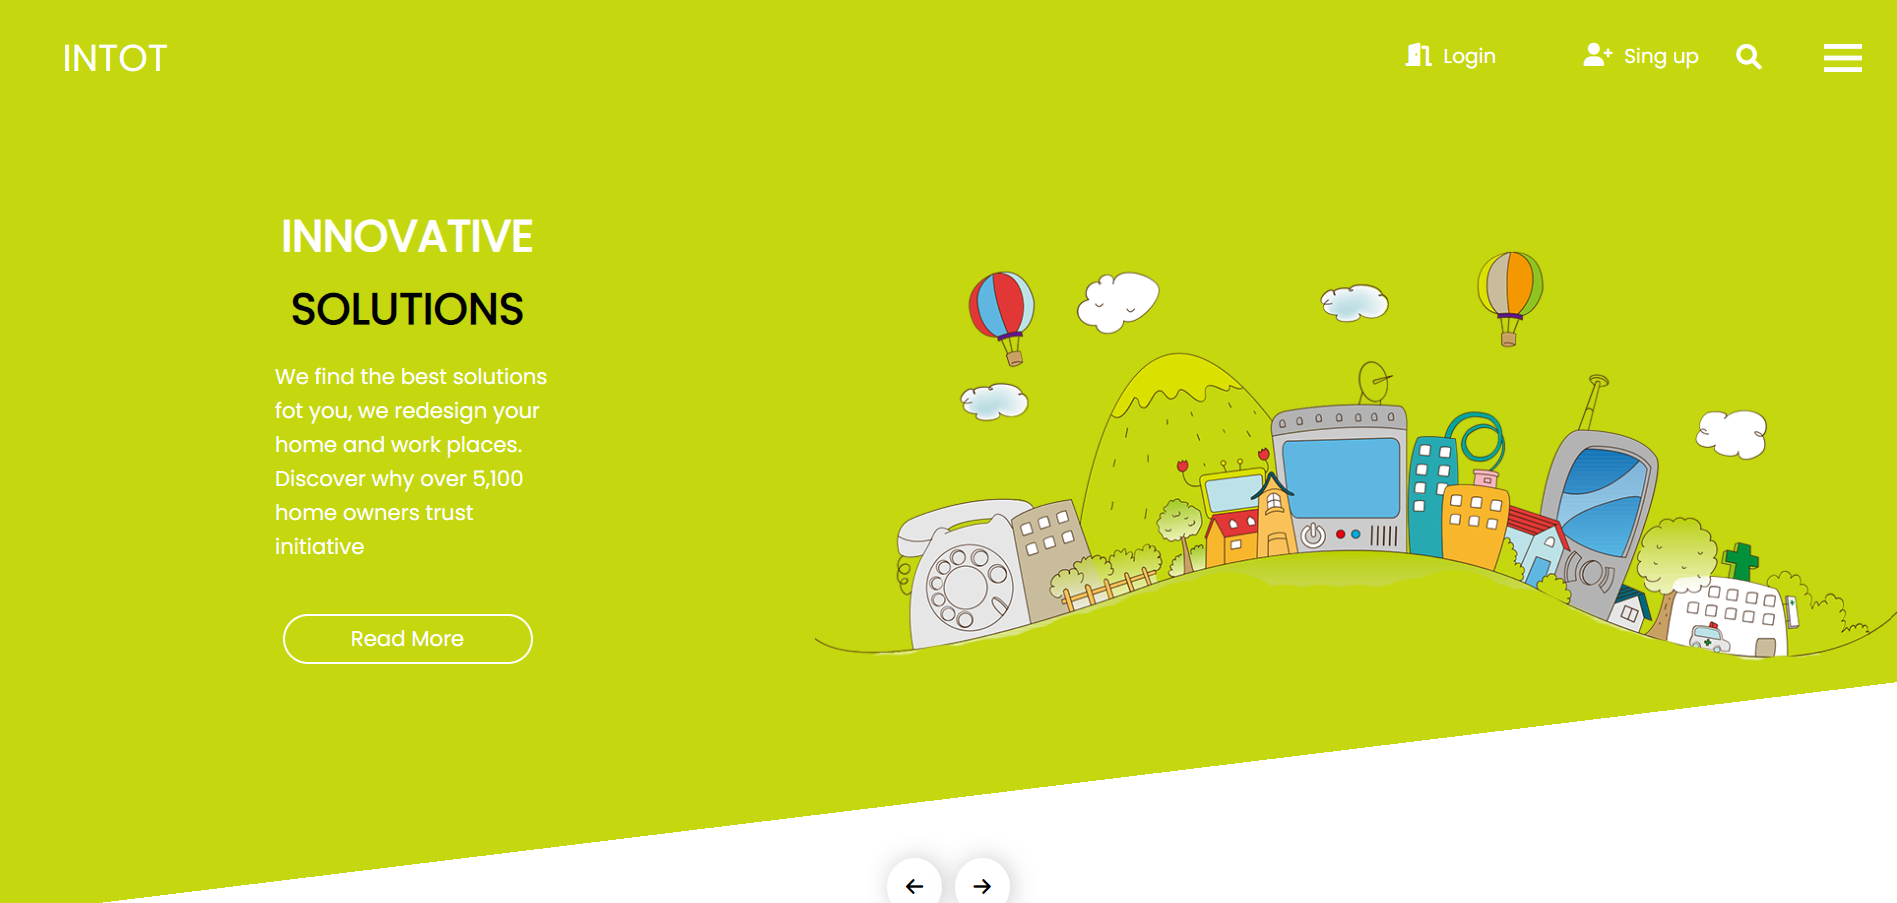 INTOT
Login
Sing up
INNOVATIVE
SOLUTIONS
We find the best solutions
fot you, we redesign your
home and work places.
Discover why over 5,100
home owners trust
initiative
Read More